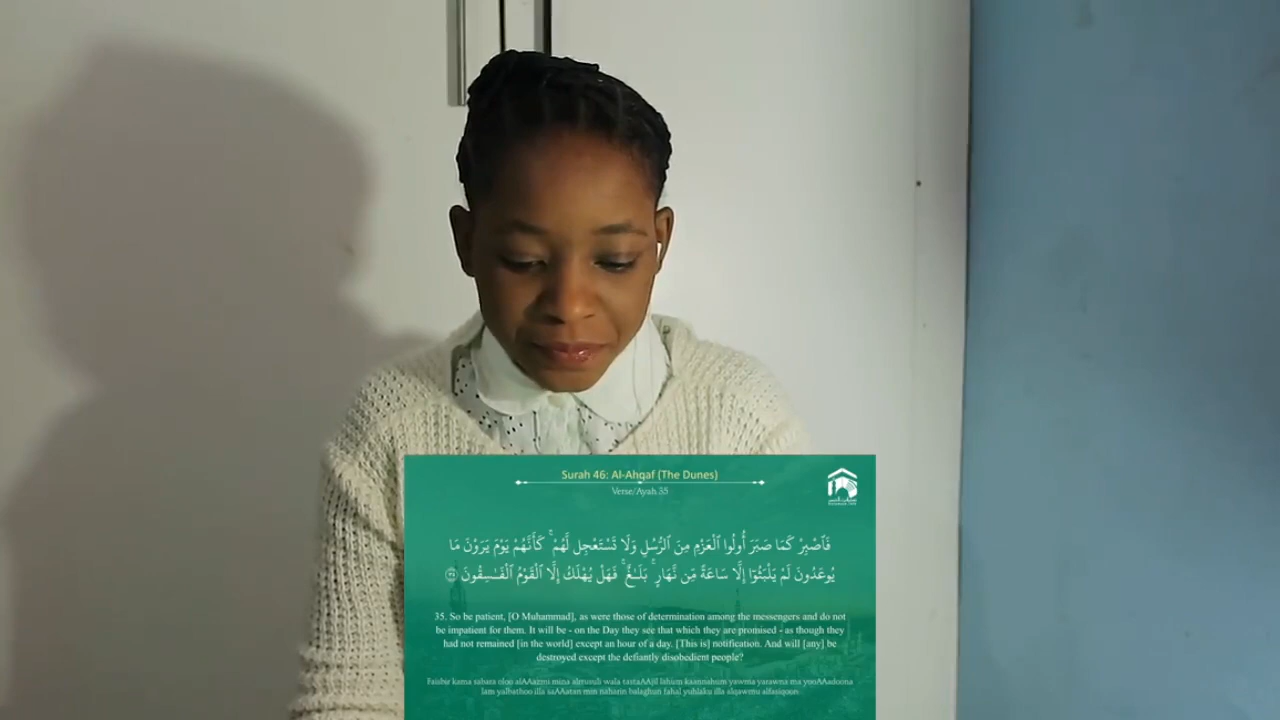 Surah 46: Al-Ahqaf (The Dunes)
Verse/Ayah 35
فَٱصْبِرْ كَمَا صَبَرَ أُو۟لُوا۟ ٱلْعَزْمِ مِنَ ٱلرُّسُلِ وَلَا تَسْتَعْجِل لَّهُمْ ۚ كَأَنَّهُمْ يَوْمَ يَرَوْنَ مَا
يُوعَدُونَ لَمْ يَلْبَثُوٓا۟ إِلَّا سَاعَةً مِّن نَّهَارٍۭ ۚ بَلَـٰغٌ ۚ فَهَلْ يُهْلَكُ إِلَّا ٱلْقَوْمُ ٱلْفَـٰسِقُونَ ٣٥
35. So be patient, [O Muhammad], as were those of determination among the messengers and do not
be impatient for them. It will be - on the Day they see that which they are promised - as though they
had not remained [in the world] except an hour of a day. [This is] notification. And will [any] be
destroyed except the defiantly disobedient people?
Faisbir kama sabara oloo alAAazmi mina alrrusuli wala tastaAAjil lahum kaannahum yawma yarawna ma yooAAadoona
lam yalbathoo illa saAAatan min naharin balaghun fahal yuhlaku illa alqawmu alfasiqoon